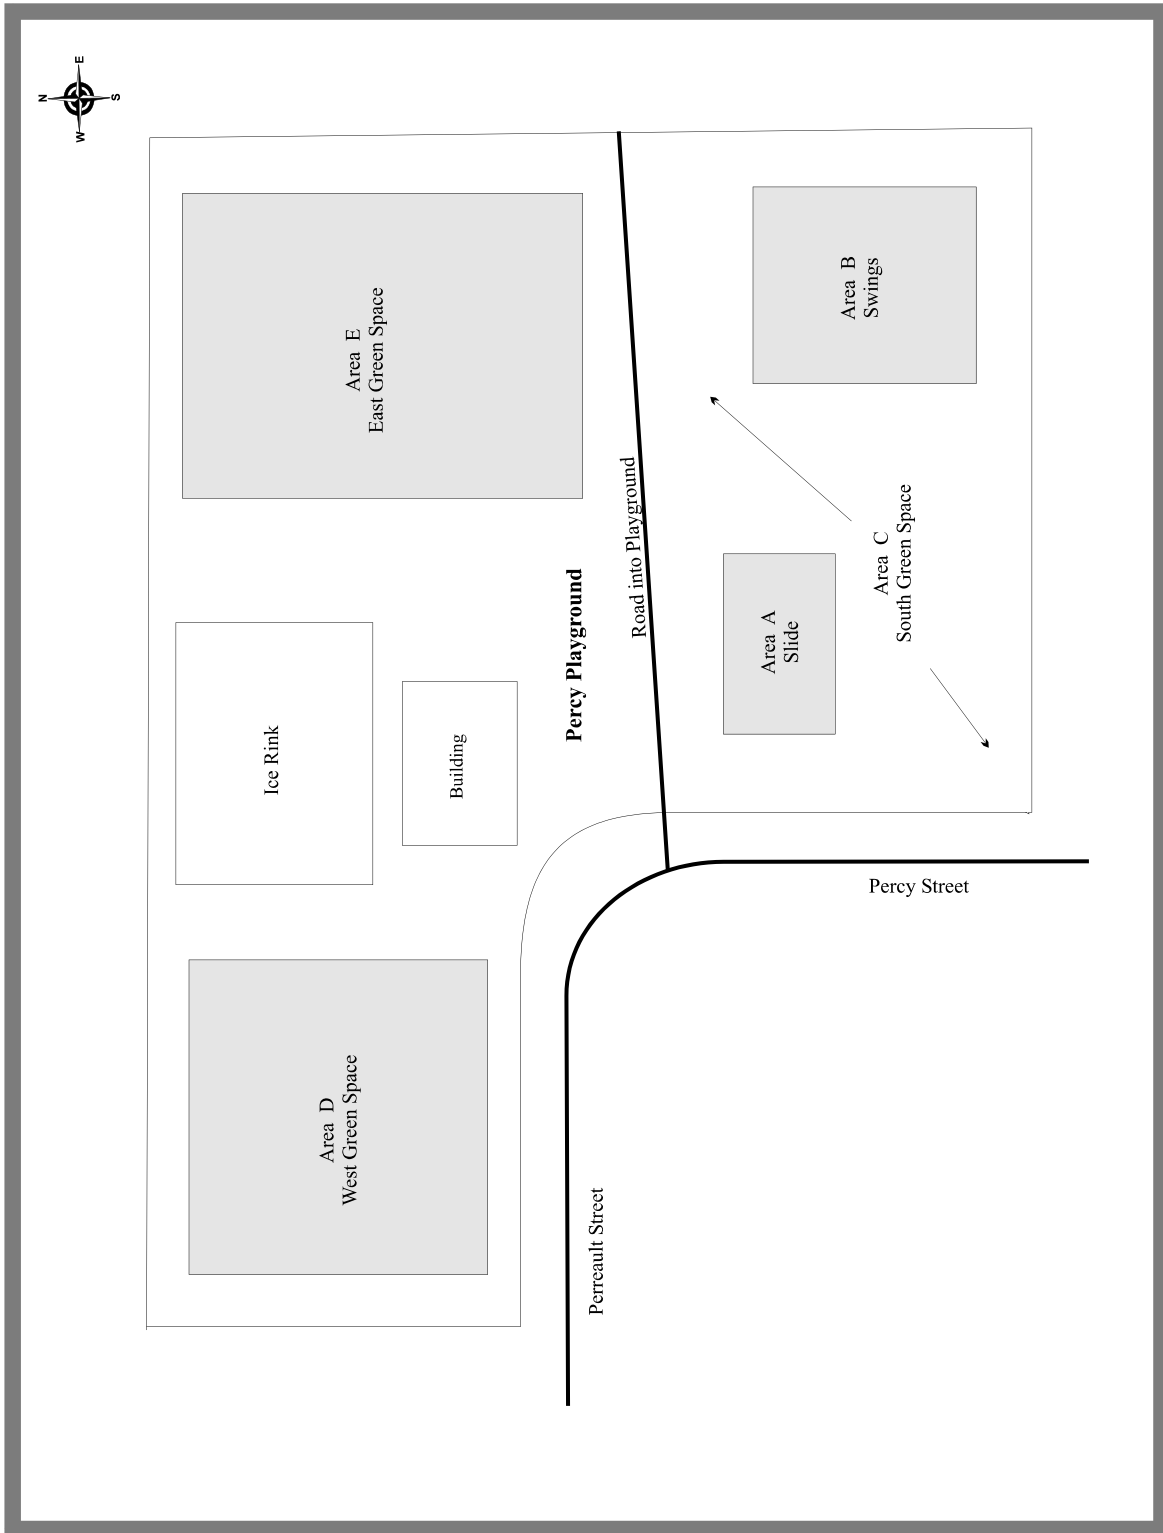 N
E
S
W
Area E
East Green Space
Area B
Swings
Road into Playground
Percy Playground
Area C
South Green Space
Area A
Slide
Ice Rink
Building
Percy Street
Area D
West Green Space
Perreault Street